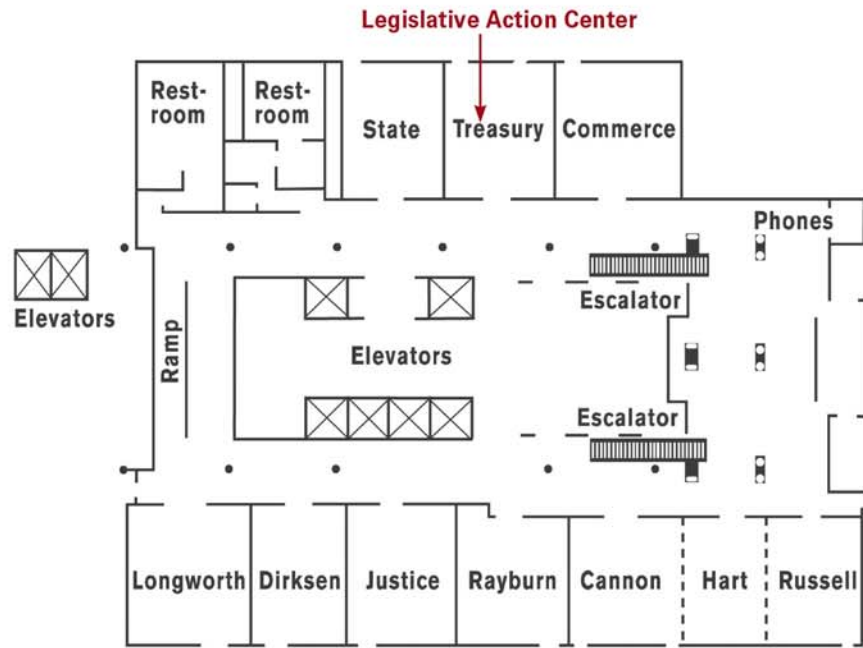 Legislative Action Center
Rest-
room
Rest-
room
State
Treasury
Commerce
Phones
Elevators
Ramp
Elevators
Escalator
Escalator
Longworth
Dirksen
Justice
Rayburn
Cannon
Hart
Russell